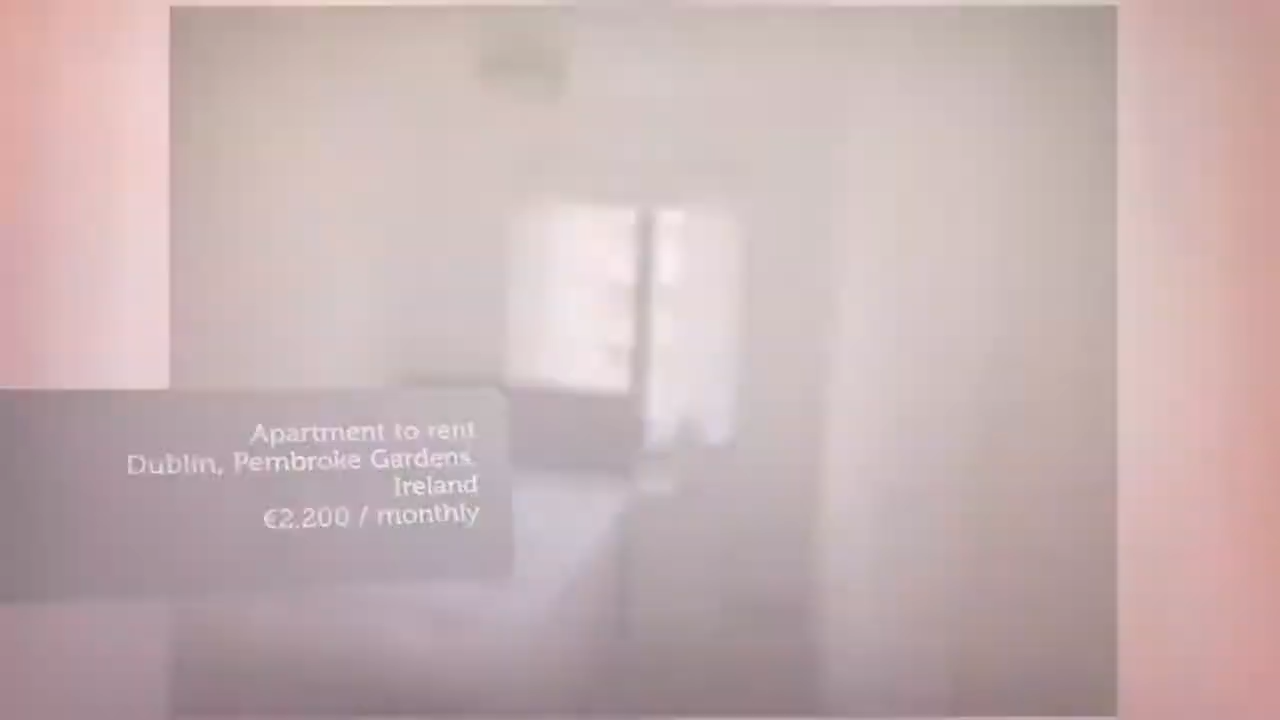 Apartment to rent
Dublin, Pembroke Gardens,
Ireland
€2,200 / monthly